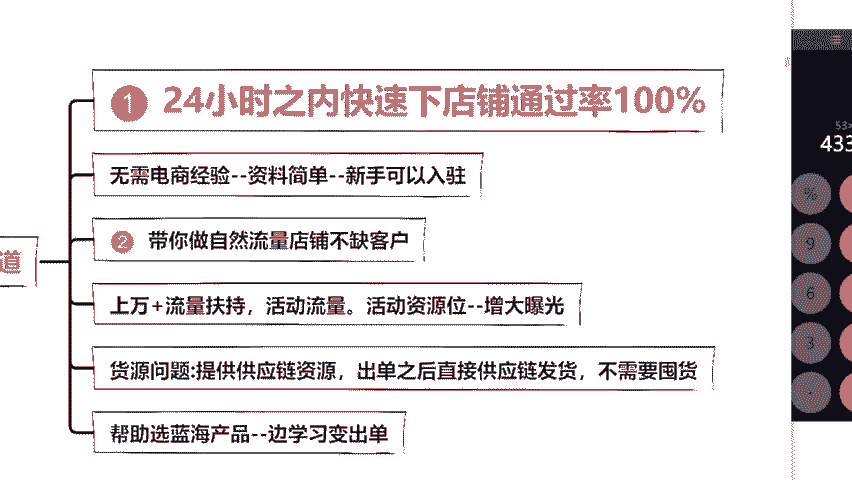 1 24小时之内快速下店铺通过率100%
无需电商经验--资料简单--新手可以入驻
2 带你做自然流量店铺不缺客户
道
上万+流量扶持，活动流量。活动资源位--增大曝光
货源问题:提供供应链资源，出单之后直接供应链发货，不需要囤货
帮助选蓝海产品--边学习变出单
53×
433
%
9
6
3
.